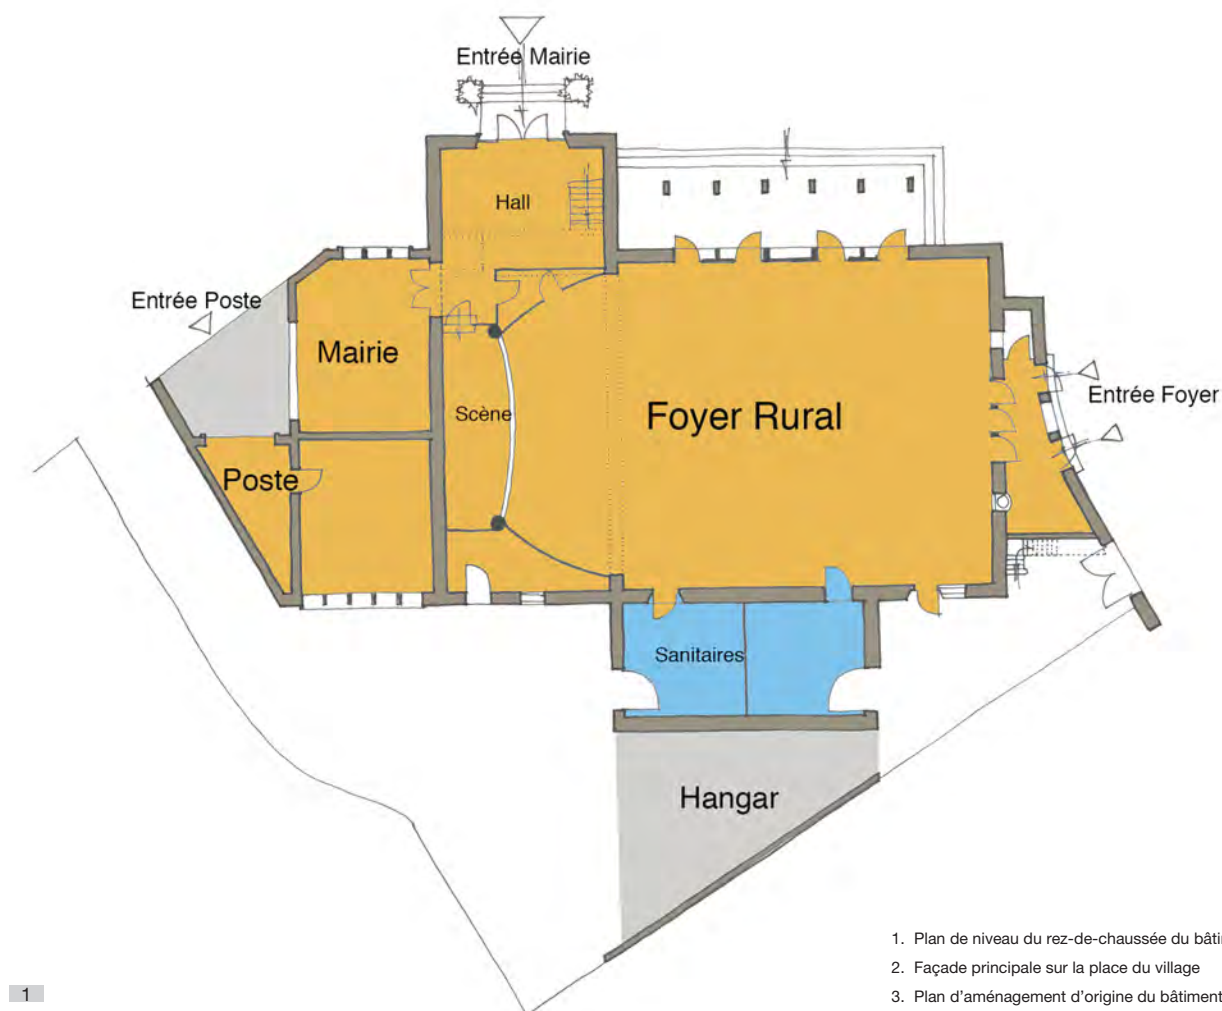 Entrée Mairie
Hall
Entrée Poste
Mairie
Scène
Foyer Rural
Entrée Foyer
Poste
Sanitaires
Hangar
1. Plan de niveau du rez-de-chaussée du bâti
2. Façade principale sur la place du village
3. Plan d'aménagement d'origine du bâtiment
1